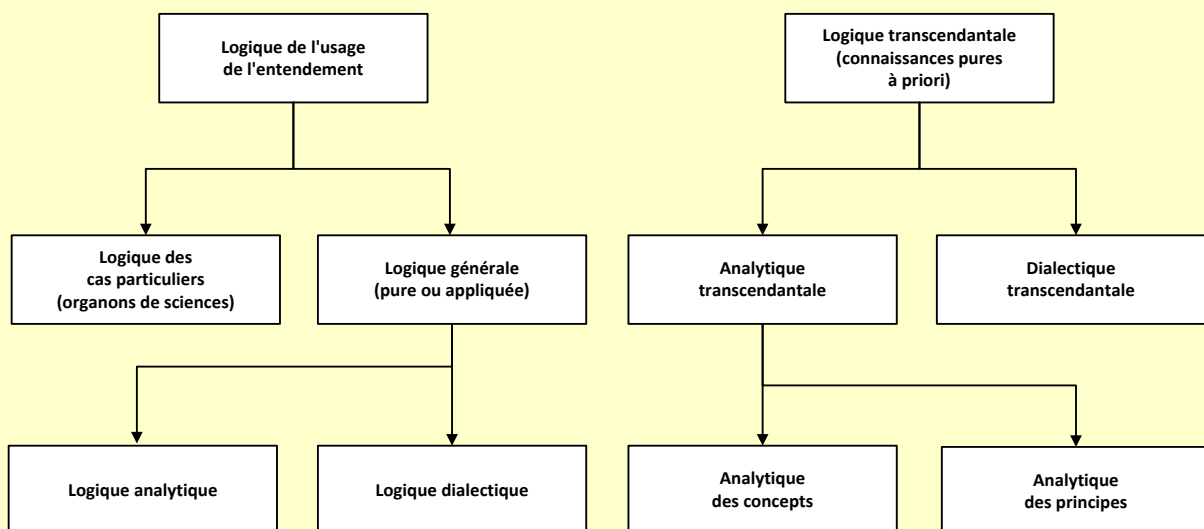 Logique de l'usage
de l'entendement
Logique transcendantale
(connaissances pures
à priori)
Logique des
cas particuliers
(organons de sciences)
Logique générale
(pure ou appliquée)
Analytique
transcendantale
Dialectique
transcendantale
Logique analytique
Logique dialectique
Analytique
des concepts
Analytique
des principes